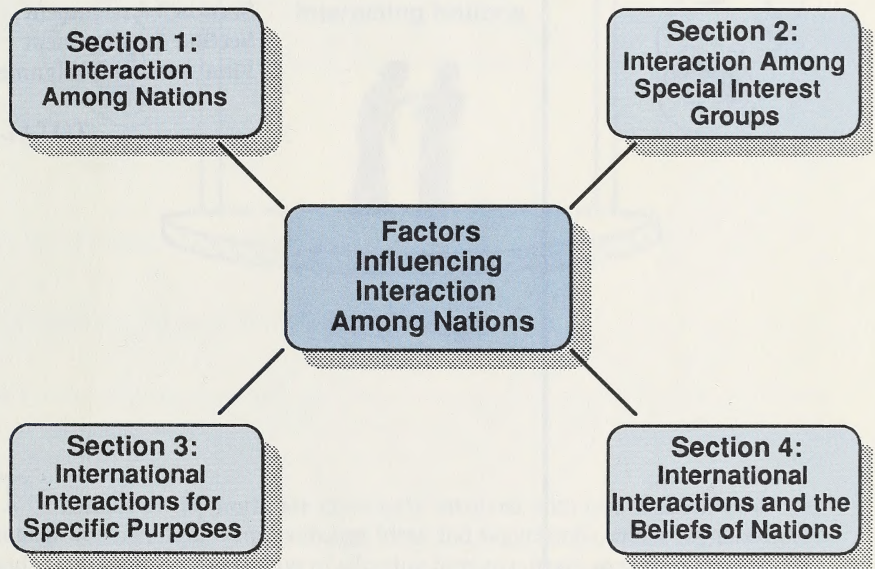 Section 1:
Interaction
Among Nations
Section 2:
Interaction Among
Special Interest
Groups
Factors
Influencing
Interaction
Among Nations
Section 3:
International
Interactions for
Specific Purposes
Section 4:
International
Interactions and the
Beliefs of Nations